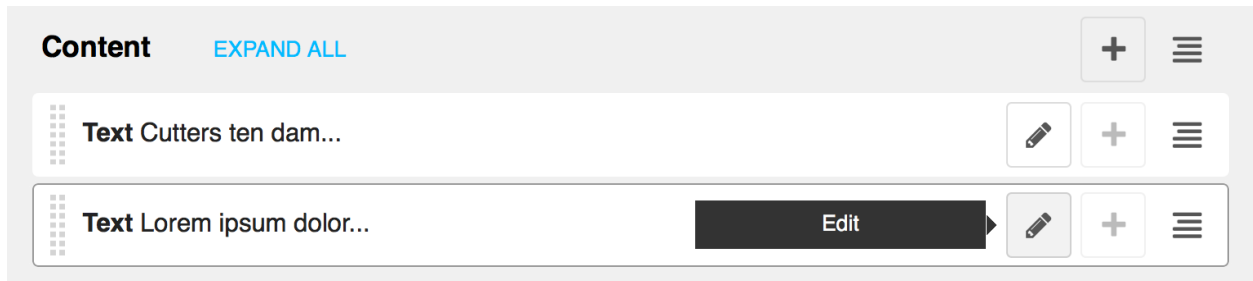 Content EXPAND ALL
Text Cutters ten dam...
Text Lorem ipsum dolor... Edit